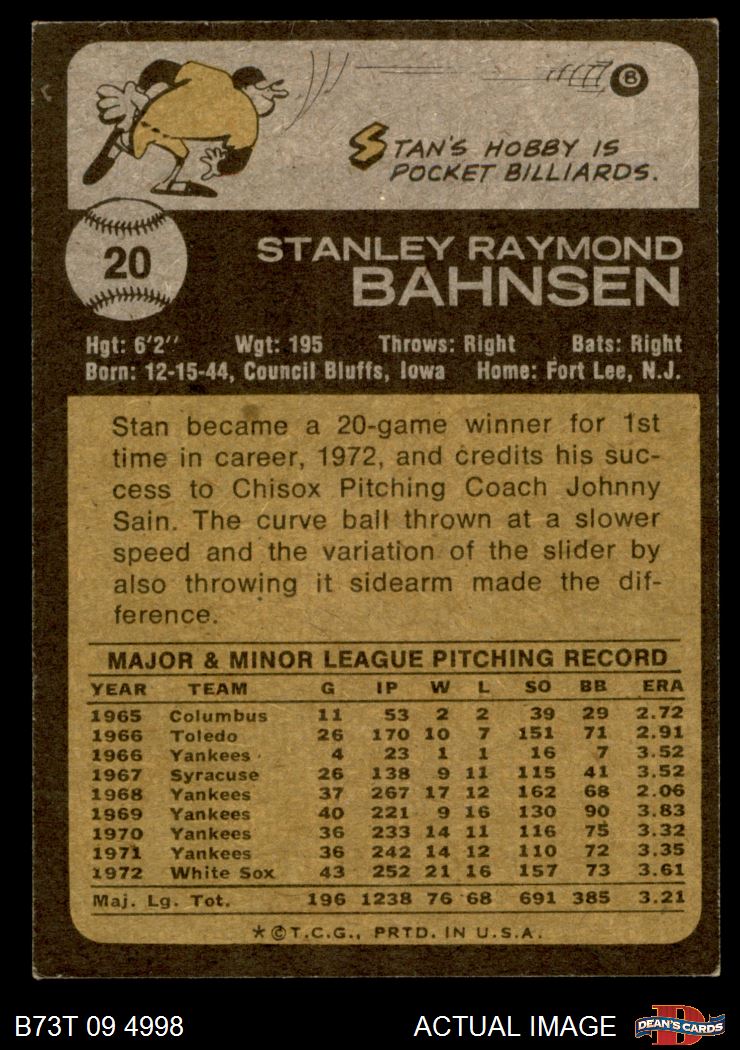 8
STAN'S HOBBY IS
POCKET BILLIARDS.
20
STANLEY RAYMOND
BAHNSEN
Hgt: 6'2'' Wgt: 195 Throws: Right Bats: Right
Born: 12-15-44, Council Bluffs, Iowa Home: Fort Lee, N.J.
Stan became a 20-game winner for 1st
time in career, 1972, and credits his suc-
cess to Chisox Pitching Coach Johnny
Sain. The curve ball thrown at a slower
speed and the variation of the slider by
also throwing it sidearm made the dif-
ference.
MAJOR & MINOR LEAGUE PITCHING RECORD
YEAR TEAM G IP W L SO BB ERA
1965 Columbus 11 53 2 2 39 29 2.72
1966 Toledo 26 170 10 7 151 71 2.91
1966 Yankees 4 23 1 1 16 7 3.52
1967 Syracuse 26 138 9 11 115 41 3.52
1968 Yankees 37 267 17 12 162 68 2.06
1969 Yankees 40 221 9 16 130 90 3.83
1970 Yankees 36 233 14 11 116 75 3.32
1971 Yankees 36 242 14 12 110 72 3.35
1972 White Sox 43 252 21 16 157 73 3.61
Maj. Lg. Tot. 196 1238 76 68 691 385 3.21
*©T.C.G., PRTD. IN U.S.A.
B73T 09 4998 ACTUAL IMAGE D DEAN'S CARDS